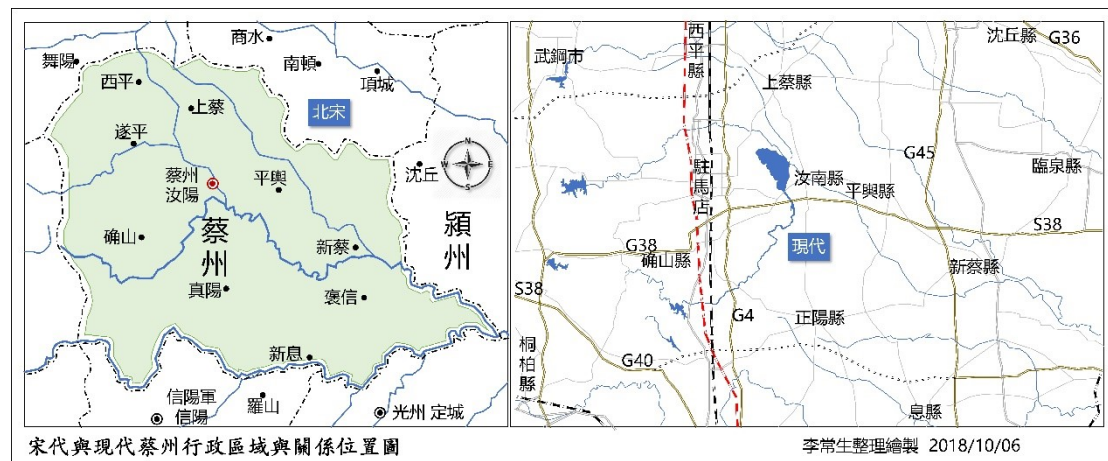 商水
舞陽
南頓
項城
西平
上蔡
北宋
遂平
N
W E
S
沈丘
蔡州
汝陽
平輿
蔡州
潁州
确山
新蔡
真陽
褒信
新息
信陽軍
信陽
羅山
光州 定城
宋代與現代蔡州行政區域與關係位置圖
西平縣
武鋼市
沈丘縣
G36
上蔡縣
G45
臨泉縣
駐馬店
汝南縣
平輿縣
S38
G38
現代
确山縣
新蔡縣
S38
G4
正陽縣
桐柏縣
G40
息縣
李常生整理繪製 2018/10/06